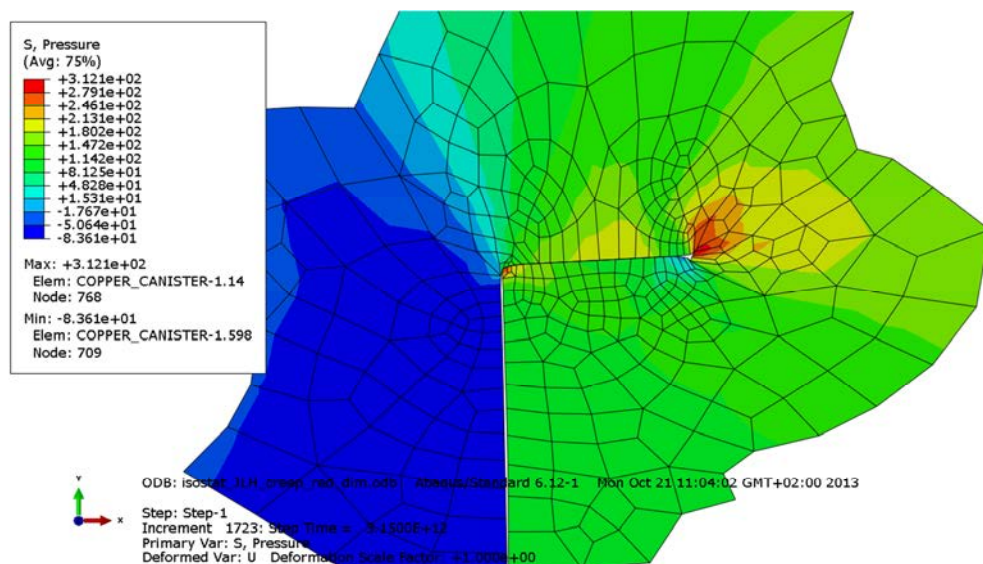 S, Pressure
(Avg: 75%)
+3.121e+02
+2.791e+02
+2.461e+02
+2.131e+02
+1.802e+02
+1.472e+02
+1.142e+02
+8.125e+01
+4.828e+01
+1.531e+01
-1.767e+01
-5.064e+01
-8.361e+01
Max: +3.121e+02
Elem: COPPER_CANISTER-1.14
Node: 768
Min: -8.361e+01
Elem: COPPER_CANISTER-1.598
Node: 709
Y
X
ODB: isostat_JLH_creep_red_dim.odb Abaqus/Standard 6.12-1 Mon Oct 21 11:04:02 GMT+02:00 2013
Step: Step-1
Increment 1723: Step Time =
Primary Var: S, Pressure
Deformed Var: U Deformation Scale Factor: +1.000e+00